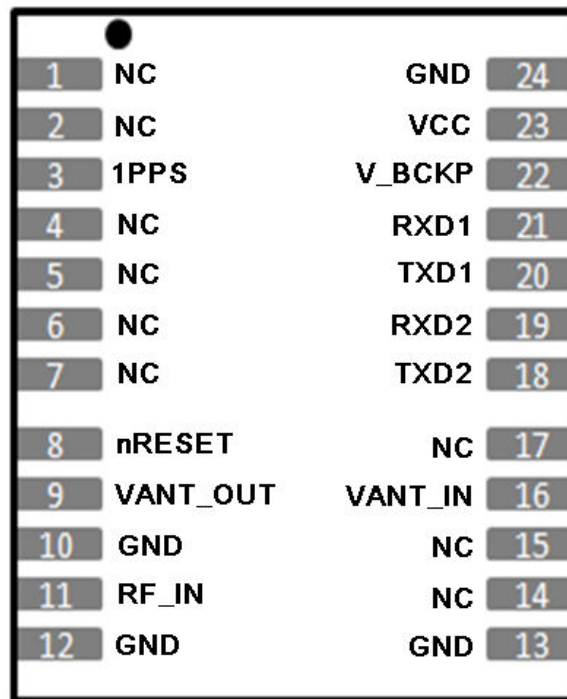 1 NC GND 24
2 NC VCC 23
3 1PPS V_BCKP 22
4 NC RXD1 21
5 NC TXD1 20
6 NC RXD2 19
7 NC TXD2 18
8 nRESET NC 17
9 VANT_OUT VANT_IN 16
10 GND NC 15
11 RF_IN NC 14
12 GND GND 13